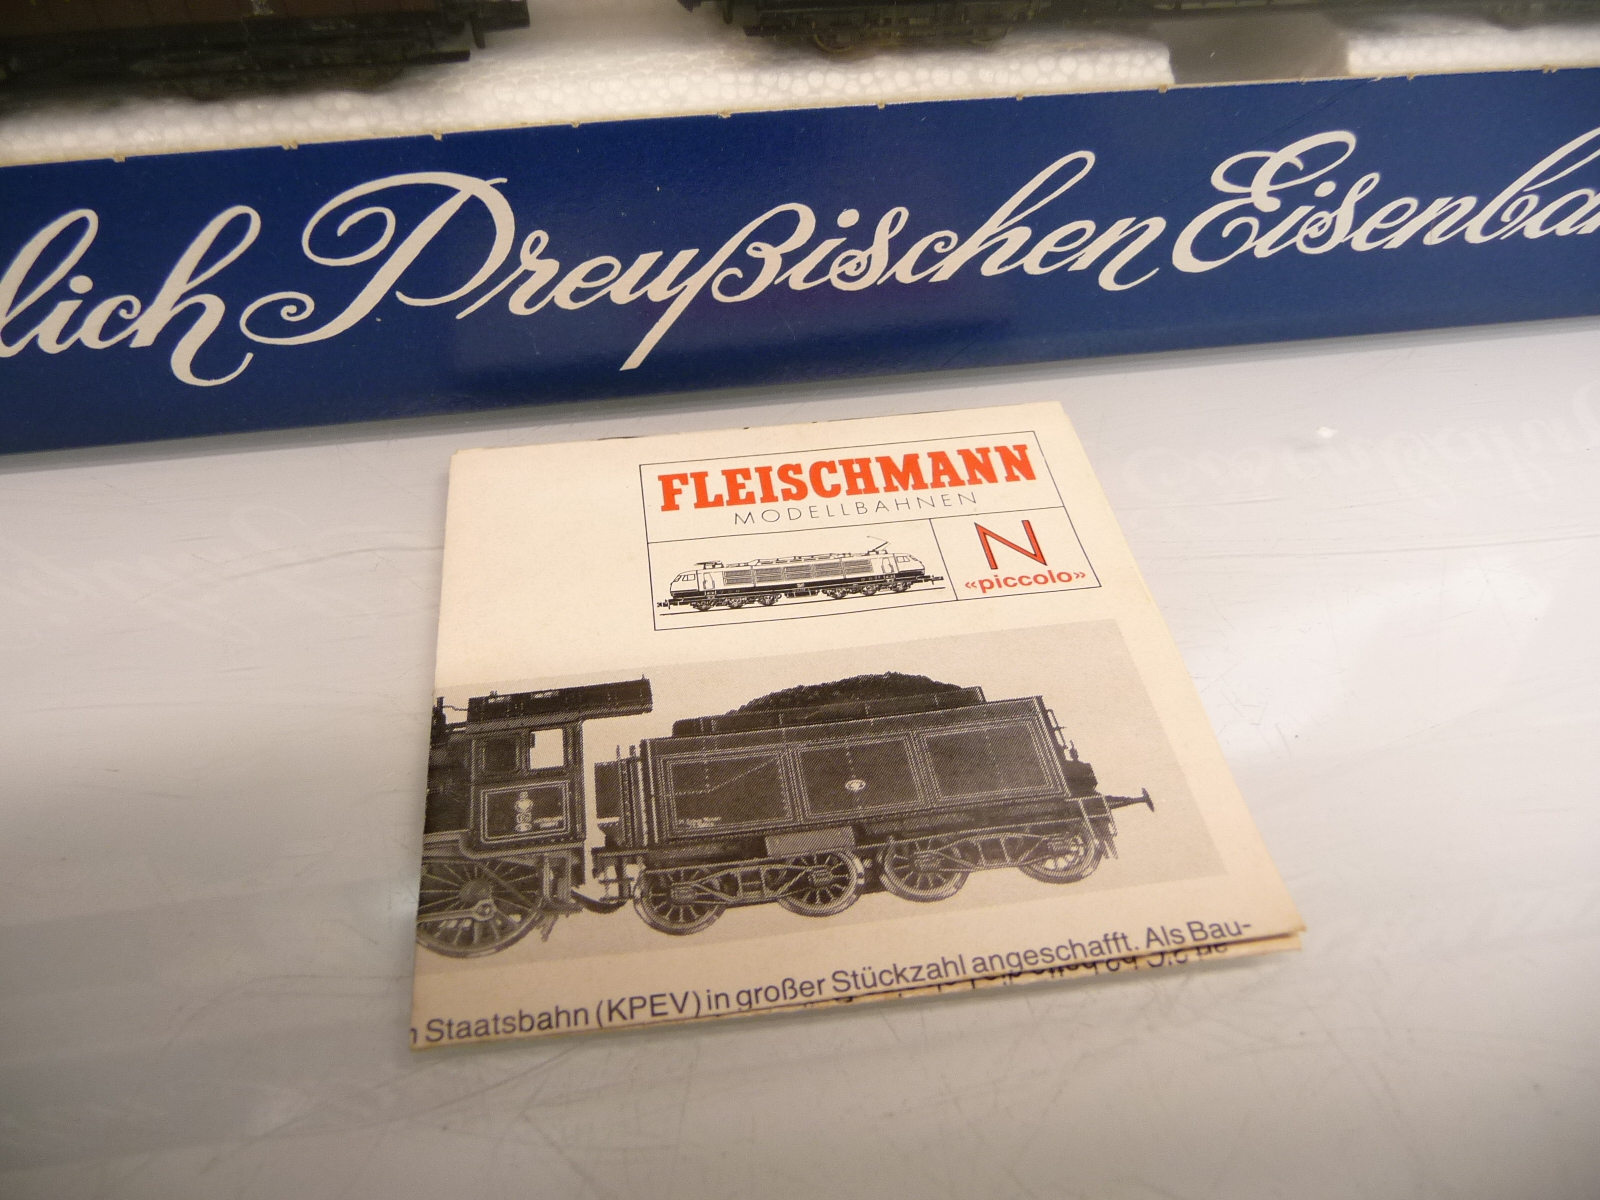 lich Preußischen Eisenba
FLEISCHMANN
MODELLBAHNEN
N
«piccolo»
n Staatsbahn (KPEV) in großer Stückzahl angeschafft. Als Bau-